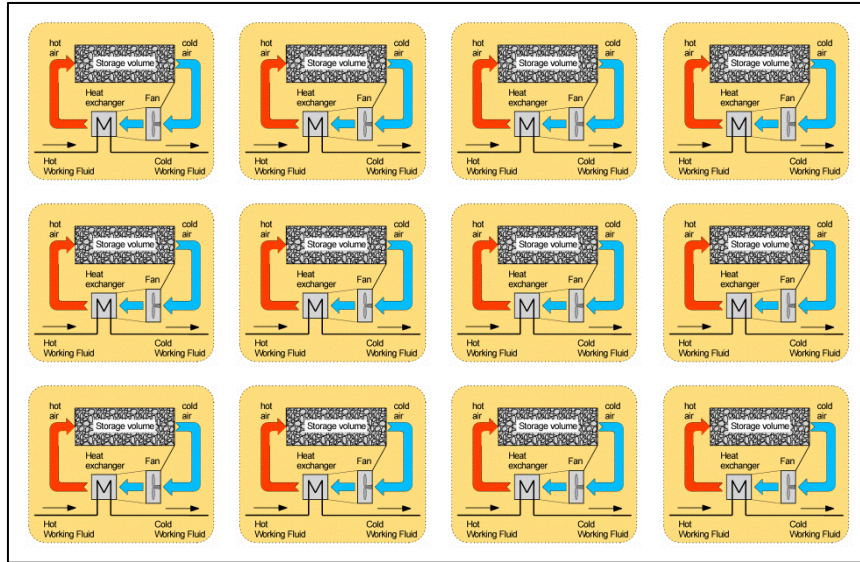 hot
air
Storage volume
cold
air
Heat
exchanger
Fan
Hot
Working Fluid
Cold
Working Fluid
hot
air
Storage volume
cold
air
Heat
exchanger
Fan
Hot
Working Fluid
Cold
Working Fluid
hot
air
Storage volume
cold
air
Heat
exchanger
Fan
Hot
Working Fluid
Cold
Working Fluid
hot
air
Storage volume
cold
air
Heat
exchanger
Fan
Hot
Working Fluid
Cold
Working Fluid
hot
air
Storage volume
cold
air
Heat
exchanger
Fan
Hot
Working Fluid
Cold
Working Fluid
hot
air
Storage volume
cold
air
Heat
exchanger
Fan
Hot
Working Fluid
Cold
Working Fluid
hot
air
Storage volume
cold
air
Heat
exchanger
Fan
Hot
Working Fluid
Cold
Working Fluid
hot
air
Storage volume
cold
air
Heat
exchanger
Fan
Hot
Working Fluid
Cold
Working Fluid
hot
air
Storage volume
cold
air
Heat
exchanger
Fan
Hot
Working Fluid
Cold
Working Fluid
hot
air
Storage volume
cold
air
Heat
exchanger
Fan
Hot
Working Fluid
Cold
Working Fluid
hot
air
Storage volume
cold
air
Heat
exchanger
Fan
Hot
Working Fluid
Cold
Working Fluid
hot
air
Storage volume
cold
air
Heat
exchanger
Fan
Hot
Working Fluid
Cold
Working Fluid